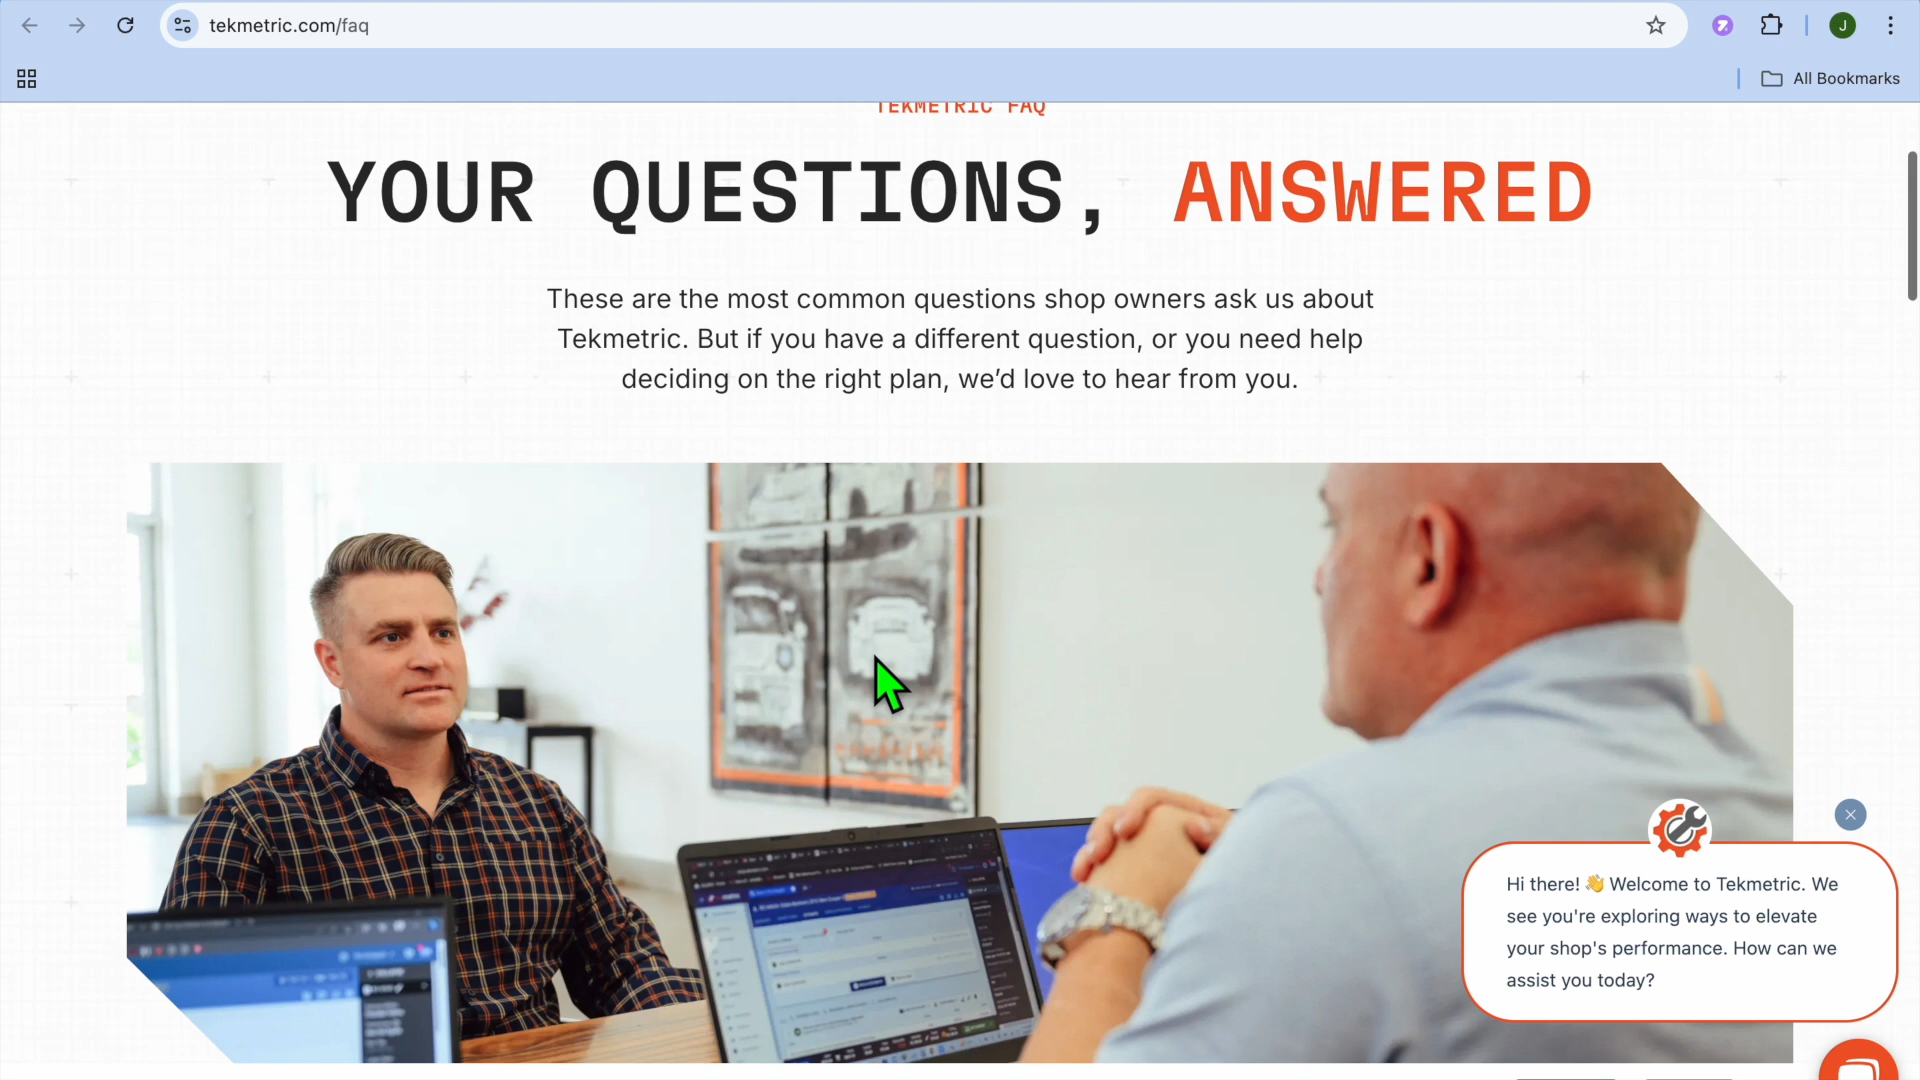 tekmetric.com/faq
J
All Bookmarks
TEKMETRIC FAQ
YOUR QUESTIONS, ANSWERED
These are the most common questions shop owners ask us about
Tekmetric. But if you have a different question, or you need help
deciding on the right plan, we’d love to hear from you.
Hi there! 👋 Welcome to Tekmetric. We
see you're exploring ways to elevate
your shop's performance. How can we
assist you today?